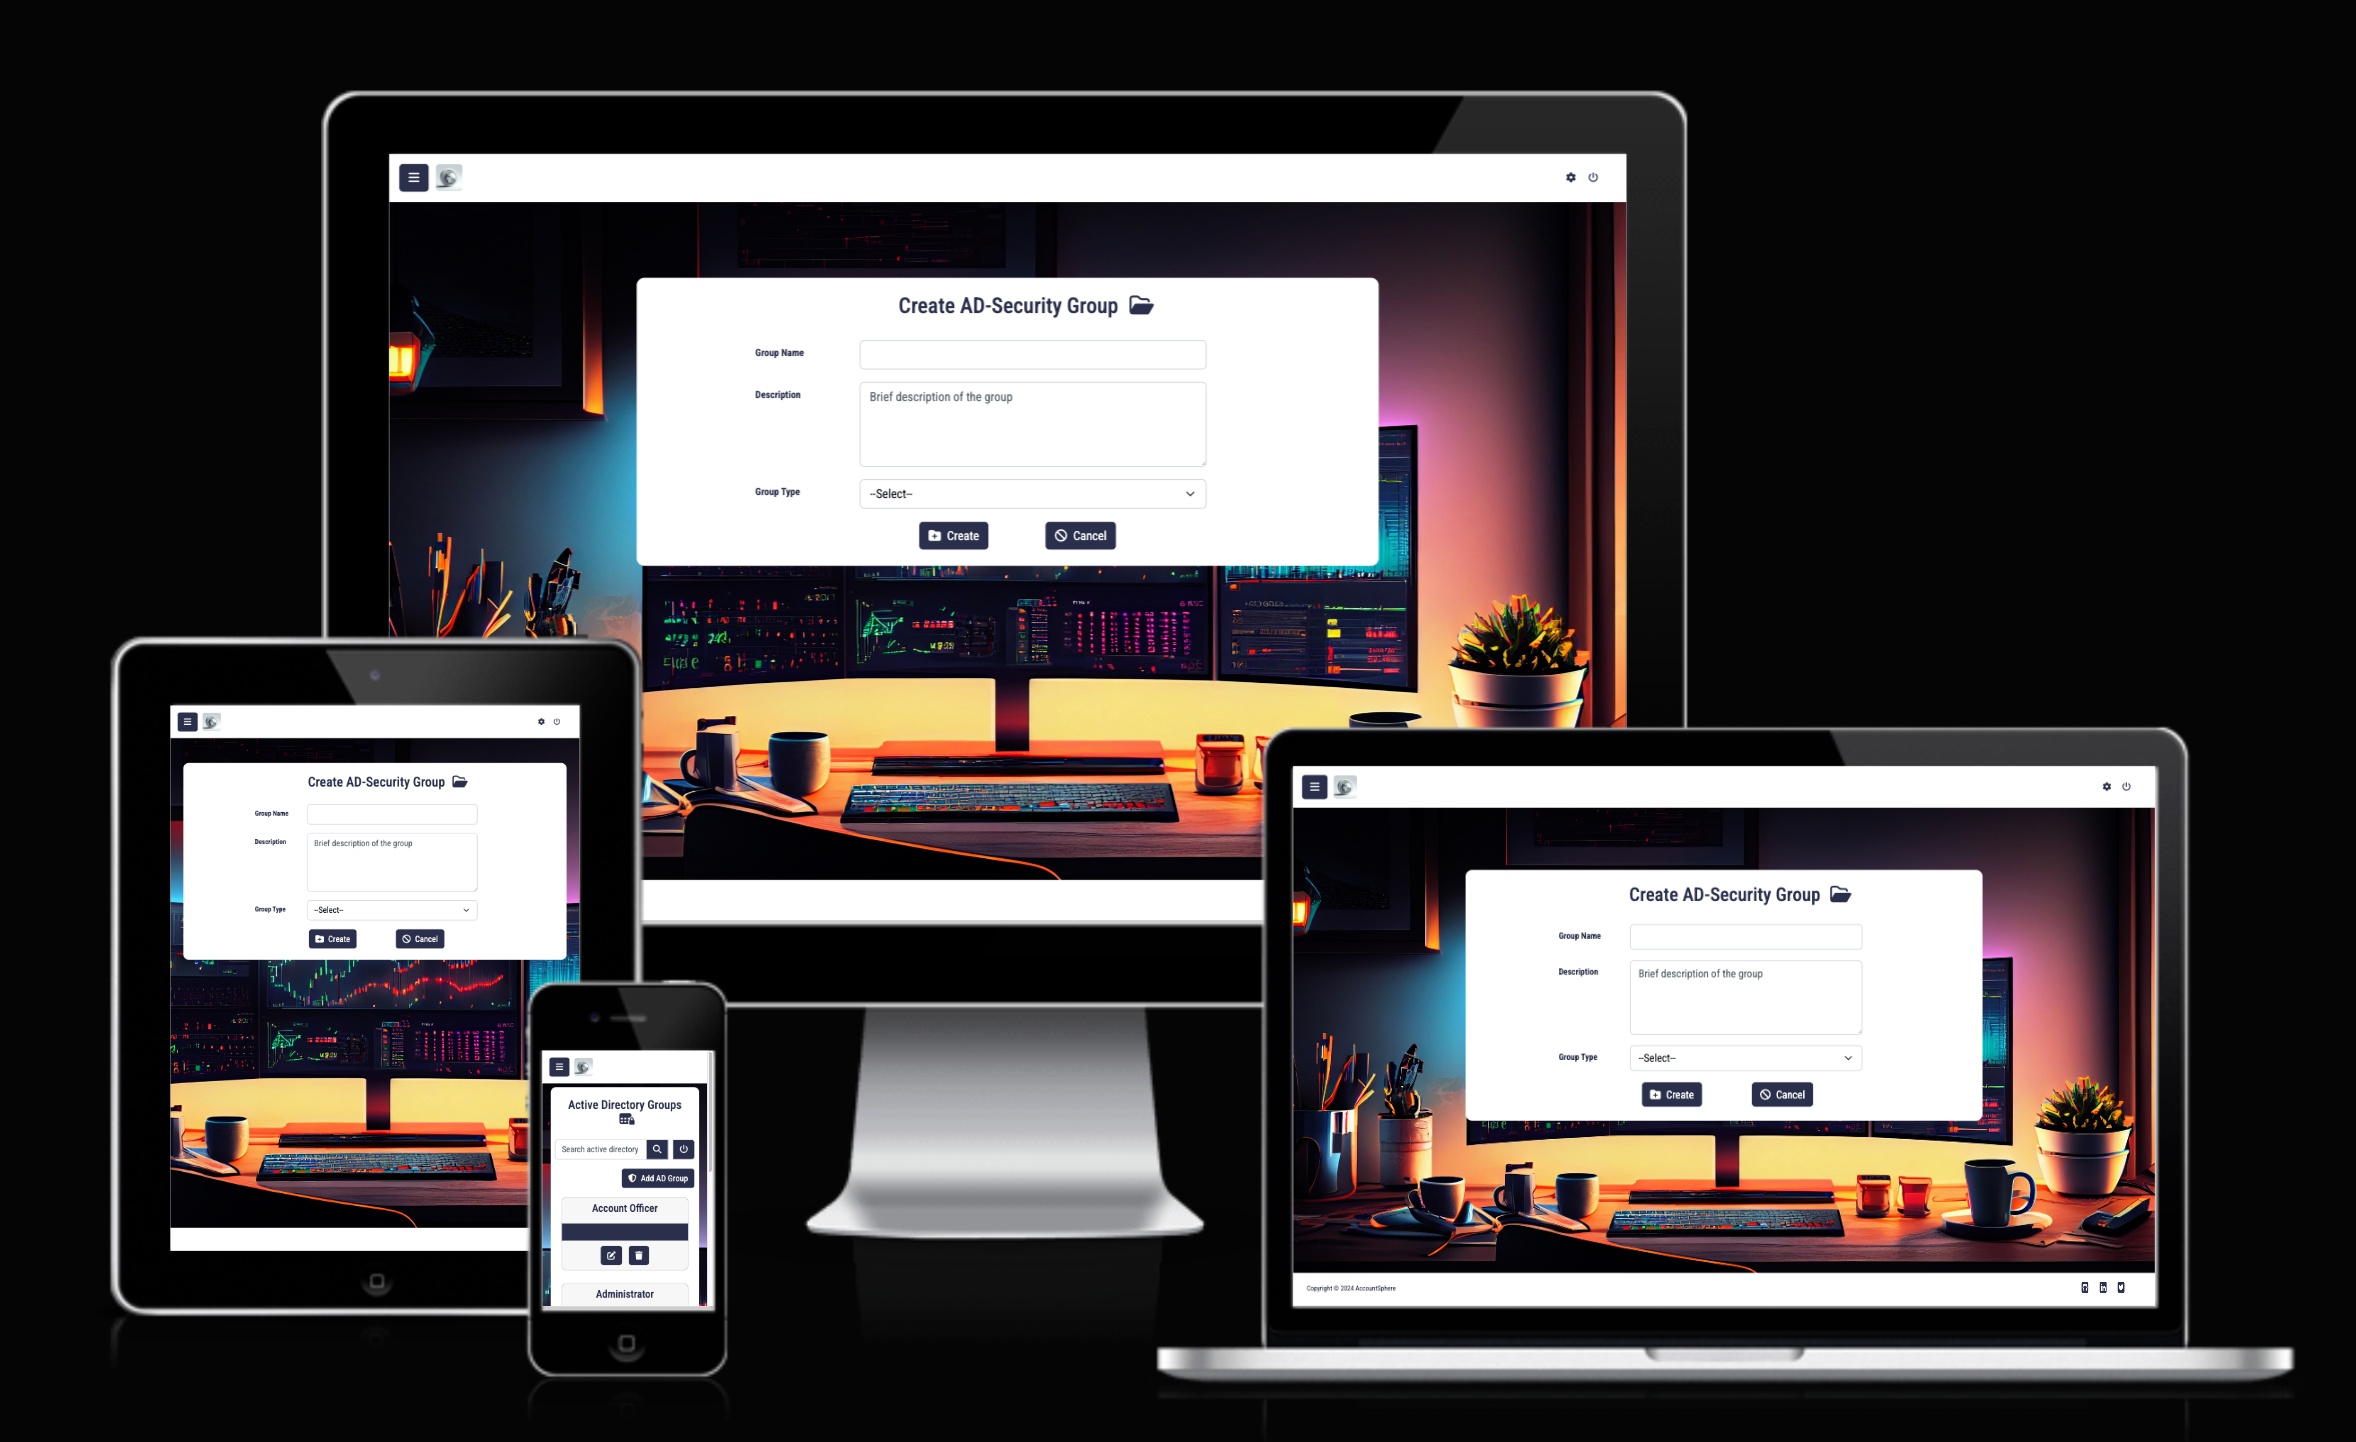 Create AD-Security Group
Group Name
Description
Brief description of the group
Group Type
--Select--
Create
Cancel
Create AD-Security Group
Group Name
Description
Brief description of the group
Group Type
--Select--
Create
Cancel
Active Directory Groups
Search active directory
Add AD Group
Account Officer
Administrator
Create AD-Security Group
Group Name
Description
Brief description of the group
Group Type
--Select--
Create
Cancel
Copyright © 2024 AccountSphere